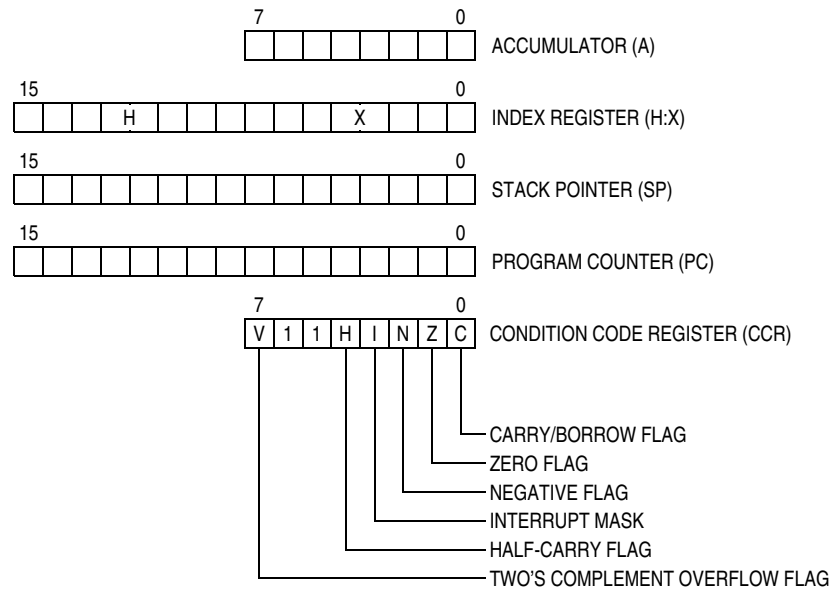 7 0
ACCUMULATOR (A)
15 0
H X INDEX REGISTER (H:X)
15 0
STACK POINTER (SP)
15 0
PROGRAM COUNTER (PC)
7 0
V 1 1 H I N Z C CONDITION CODE REGISTER (CCR)
CARRY/BORROW FLAG
ZERO FLAG
NEGATIVE FLAG
INTERRUPT MASK
HALF-CARRY FLAG
TWO'S COMPLEMENT OVERFLOW FLAG